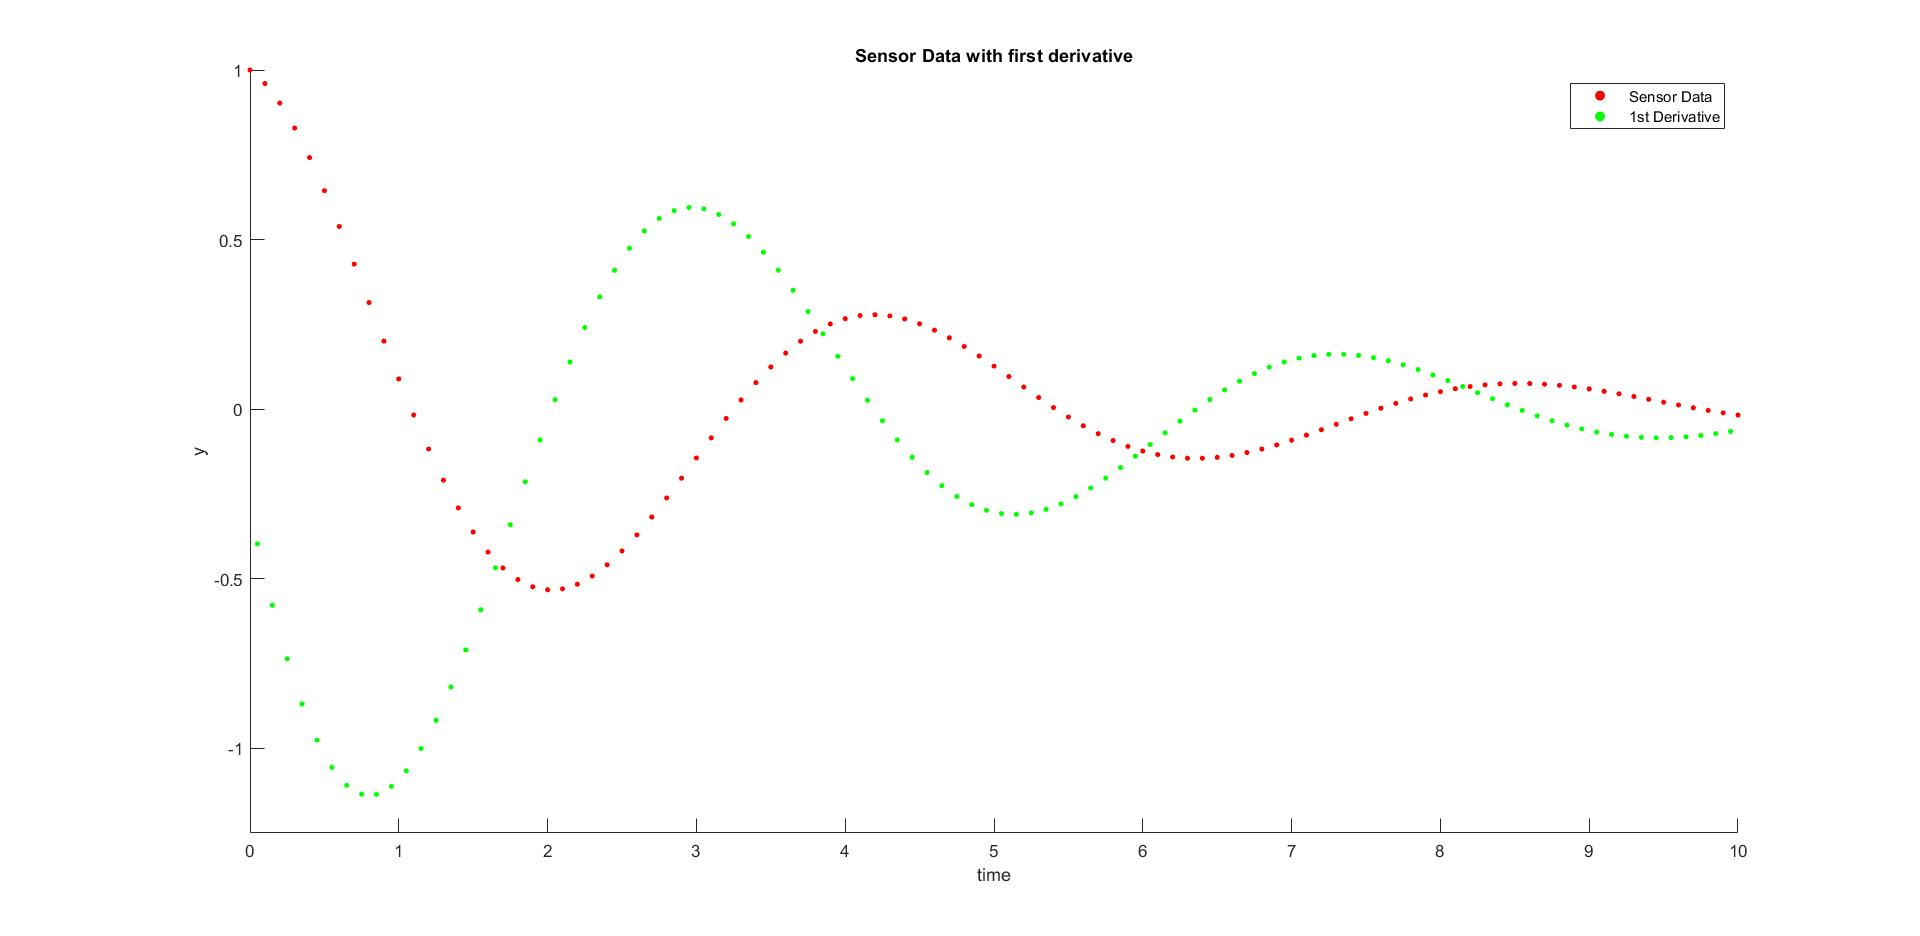 Sensor Data with first derivative
Sensor Data
1st Derivative
1
0.5
0
-0.5
-1
y
0 1 2 3 4 5 6 7 8 9 10
time